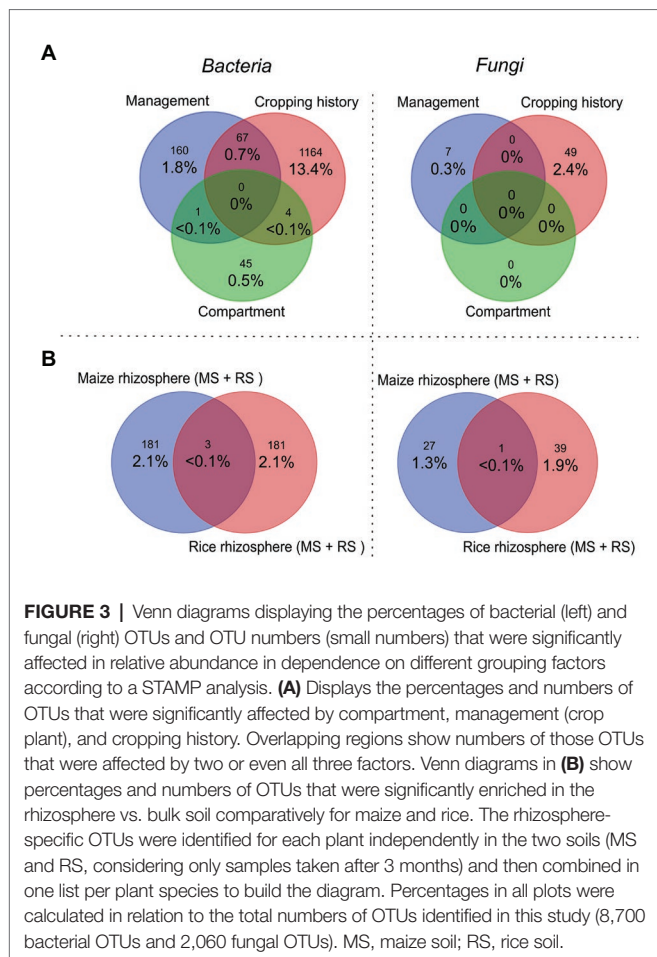 A
Bacteria
Fungi
Management
Cropping history
160
1.8%
67
0.7%
1164
13.4%
0
0%
1
<0.1%
4
<0.1%
45
0.5%
Compartment
Management
Cropping history
7
0.3%
0
0%
49
2.4%
0
0%
0
0%
0
0%
0
0%
Compartment
B
Maize rhizosphere (MS + RS )
181
2.1%
3
<0.1%
181
2.1%
Rice rhizosphere (MS + RS )
Maize rhizosphere (MS + RS)
27
1.3%
1
<0.1%
39
1.9%
Rice rhizosphere (MS + RS)
FIGURE 3 | Venn diagrams displaying the percentages of bacterial (left) and
fungal (right) OTUs and OTU numbers (small numbers) that were significantly
affected in relative abundance in dependence on different grouping factors
according to a STAMP analysis. (A) Displays the percentages and numbers of
OTUs that were significantly affected by compartment, management (crop
plant), and cropping history. Overlapping regions show numbers of those OTUs
that were affected by two or even all three factors. Venn diagrams in (B) show
percentages and numbers of OTUs that were significantly enriched in the
rhizosphere vs. bulk soil comparatively for maize and rice. The rhizosphere-
specific OTUs were identified for each plant independently in the two soils (MS
and RS, considering only samples taken after 3 months) and then combined in
one list per plant species to build the diagram. Percentages in all plots were
calculated in relation to the total numbers of OTUs identified in this study (8,700
bacterial OTUs and 2,060 fungal OTUs). MS, maize soil; RS, rice soil.